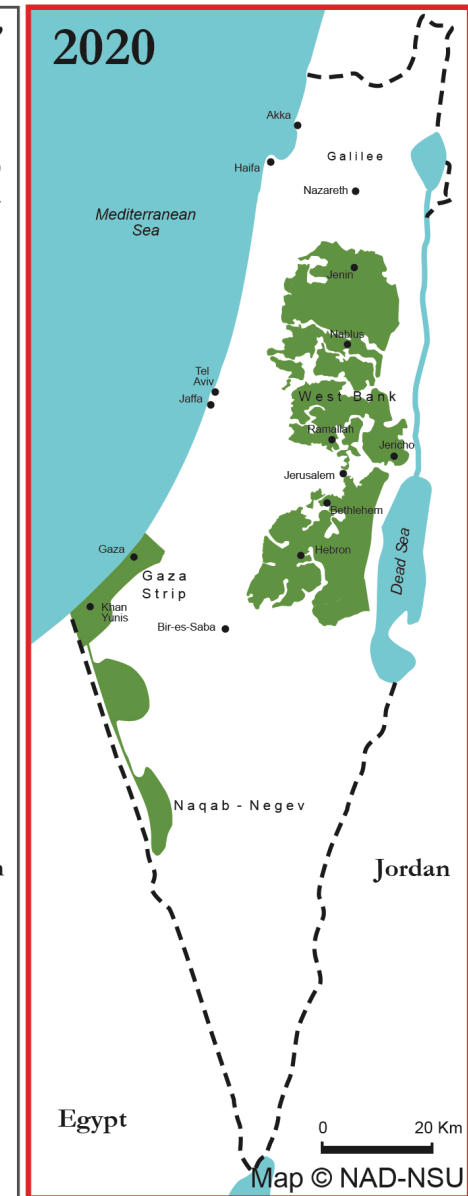 2020
Akka
Galilee
Haifa
Nazareth
Mediterranean
Sea
Jenin
Nablus
Tel
Aviv
West Bank
Jaffa
Ramallah
Jericho
Jerusalem
Bethlehem
Dead Sea
Gaza
Hebron
Gaza
Strip
Khan
Yunis
Bir-es-Saba
Naqab - Negev
Jordan
Egypt
0 20 Km
Map © NAD-NSU